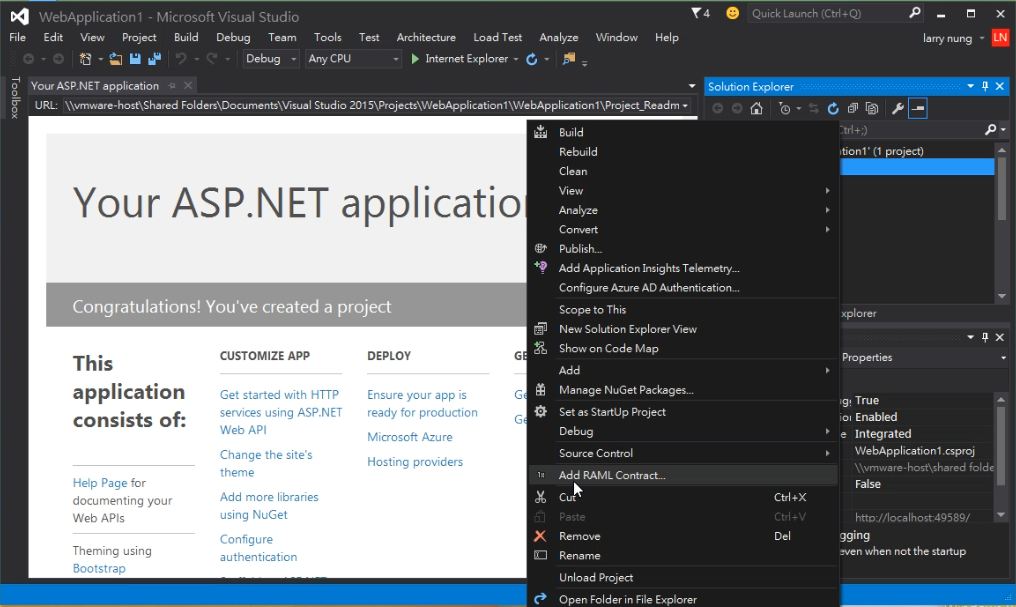 WebApplication1 - Microsoft Visual Studio
4
Quick Launch (Ctrl+Q)
File Edit View Project Build Debug Team Tools Test Architecture Load Test Analyze Window Help
larry nung LN
Debug Any CPU Internet Explorer
Toolbox
Your ASP.NET application
URL: \\vmware-host\Shared Folders\Documents\Visual Studio 2015\Projects\WebApplication1\WebApplication1\Project_Readm
Your ASP.NET applicatio
Congratulations! You've created a project
This
application
consists of:
Help Page for
documenting your
Web APIs
Theming using
Bootstrap
CUSTOMIZE APP
Get started with HTTP
services using ASP.NET
Web API
Change the site's
theme
Add more libraries
using NuGet
Configure
authentication
DEPLOY
Ensure your app is
ready for production
Microsoft Azure
Hosting providers
GE
Ge
Ge
Build
Rebuild
Clean
View
Analyze
Convert
Publish...
Add Application Insights Telemetry...
Configure Azure AD Authentication...
Scope to This
New Solution Explorer View
Show on Code Map
Add
Manage NuGet Packages...
Set as StartUp Project
Debug
Source Control
Add RAML Contract...
Cut Ctrl+X
Paste Ctrl+V
Remove Del
Rename
Unload Project
Open Folder in File Explorer
Solution Explorer
Ctrl+;)
tion1' (1 project)
xplorer
Properties
True
Enabled
e Integrated
WebApplication1.csproj
\\vmware-host\shared folde
False
http://localhost:49589/
gging
even when not the startup